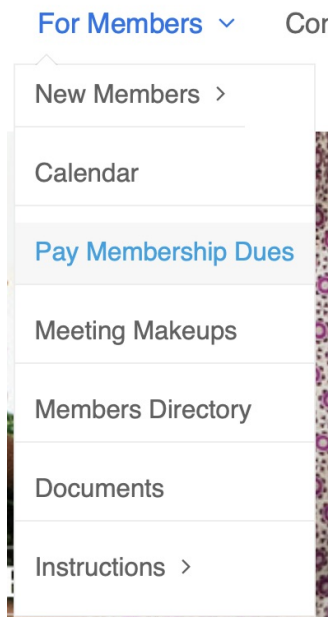 For Members
New Members
Calendar
Pay Membership Dues
Meeting Makeups
Members Directory
Documents
Instructions